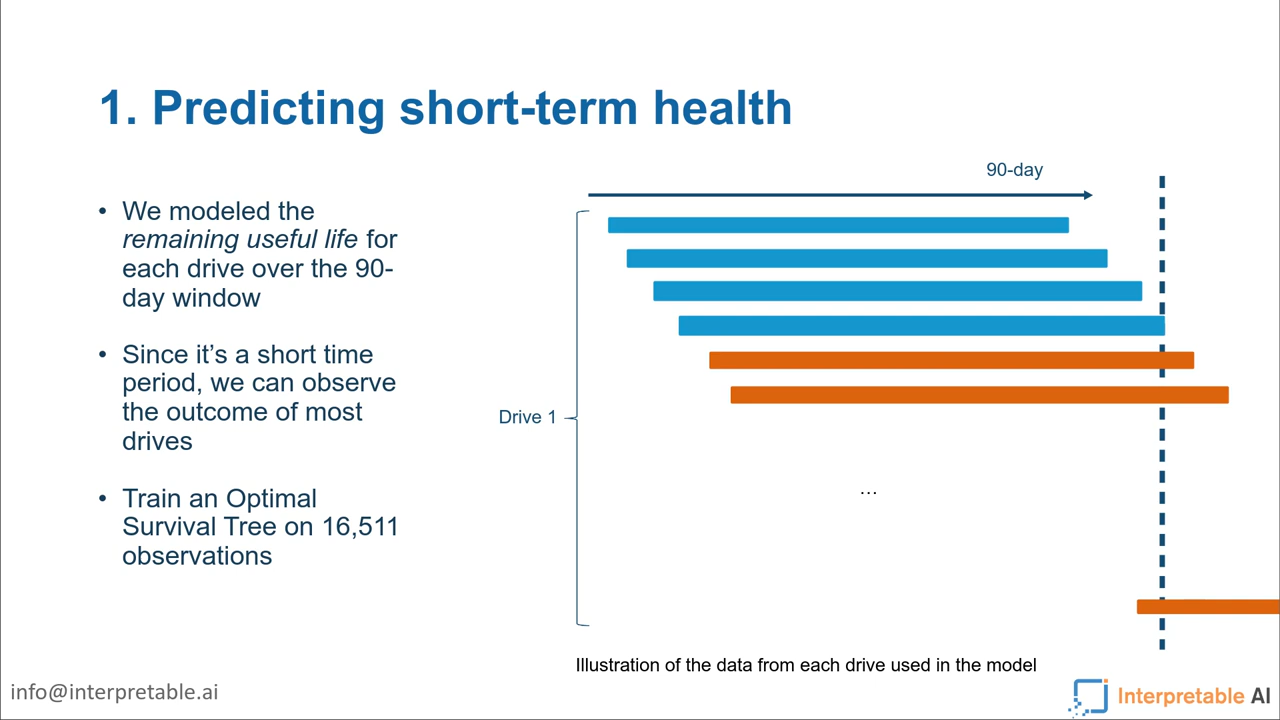 1. Predicting short-term health
• We modeled the
remaining useful life for
each drive over the 90-
day window
• Since it’s a short time
period, we can observe
the outcome of most
drives
• Train an Optimal
Survival Tree on 16,511
observations
90-day
Drive 1
...
Illustration of the data from each drive used in the model
info@interpretable.ai
Interpretable AI